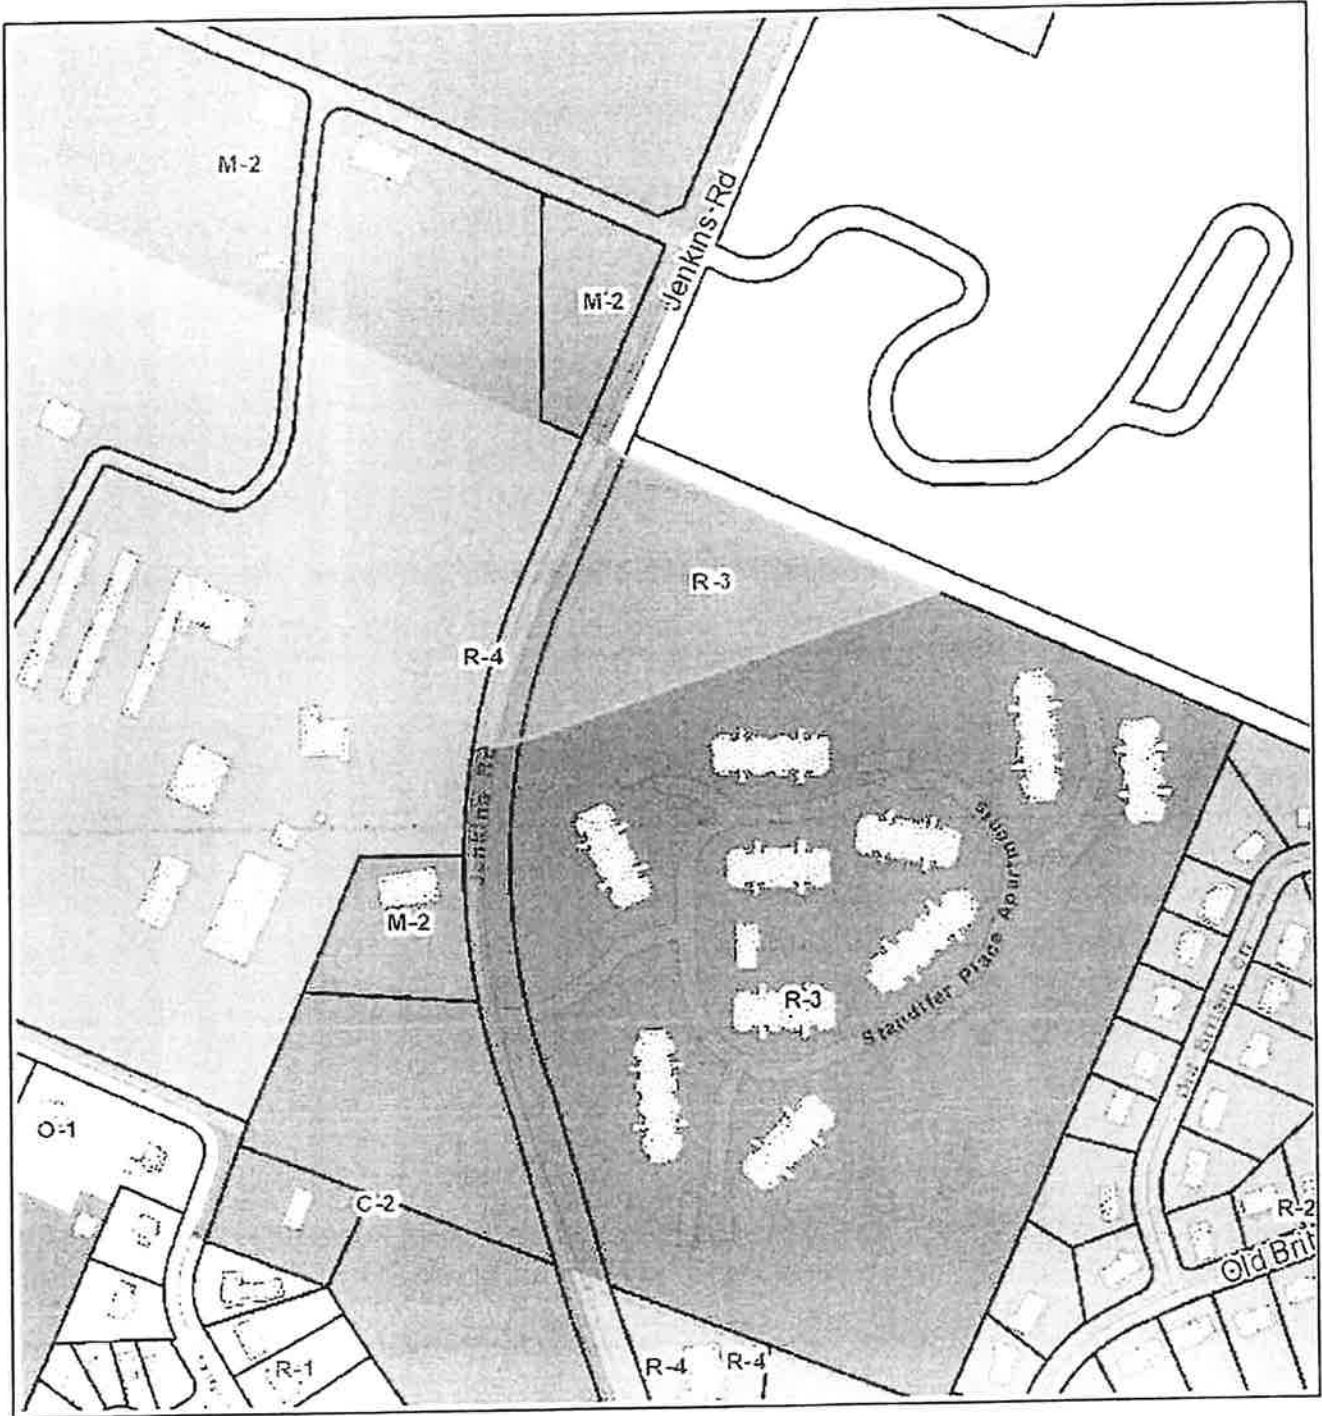 M-2
Jenkins Rd
M-2
R-3
R-4
Jenkins Rd
Standifer Place Apartments
M-2
R-3
O-1
C-2
R-2
Old Brit
R-1
R-4
R-4